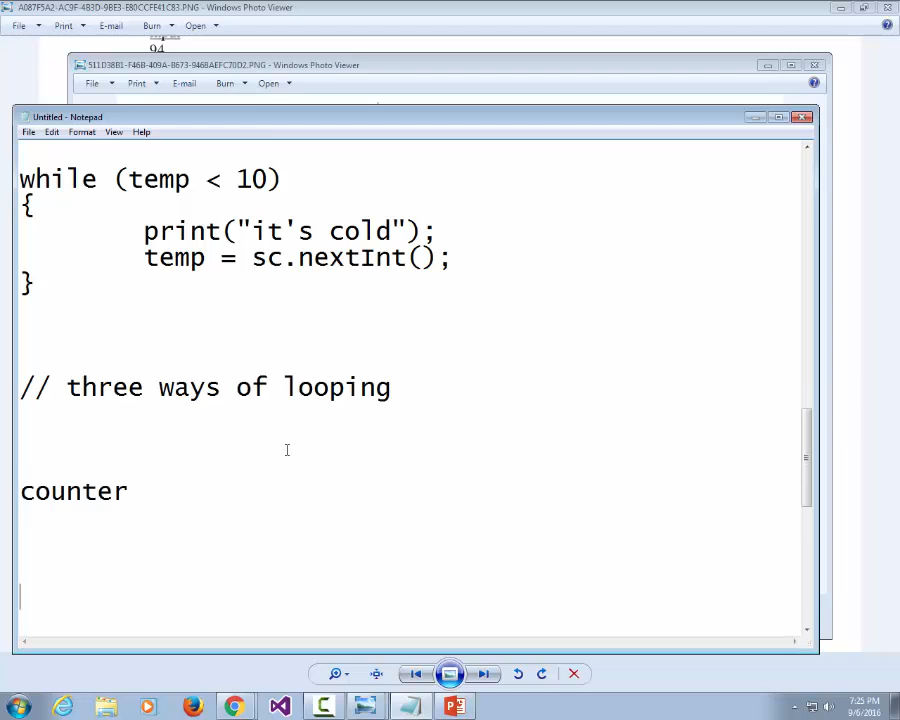 A087F5A2-AC9F-4B3D-9BE3-E80CCFE41C83.PNG - Windows Photo Viewer
File Print E-mail Burn Open
94
511D38B1-F46B-409A-B673-9468AEFC70D2.PNG - Windows Photo Viewer
File Print E-mail Burn Open
Untitled - Notepad
File Edit Format View Help
while (temp < 10)
{
print("it's cold");
temp = sc.nextInt();
}
// three ways of looping
counter
7:25 PM
9/6/2016